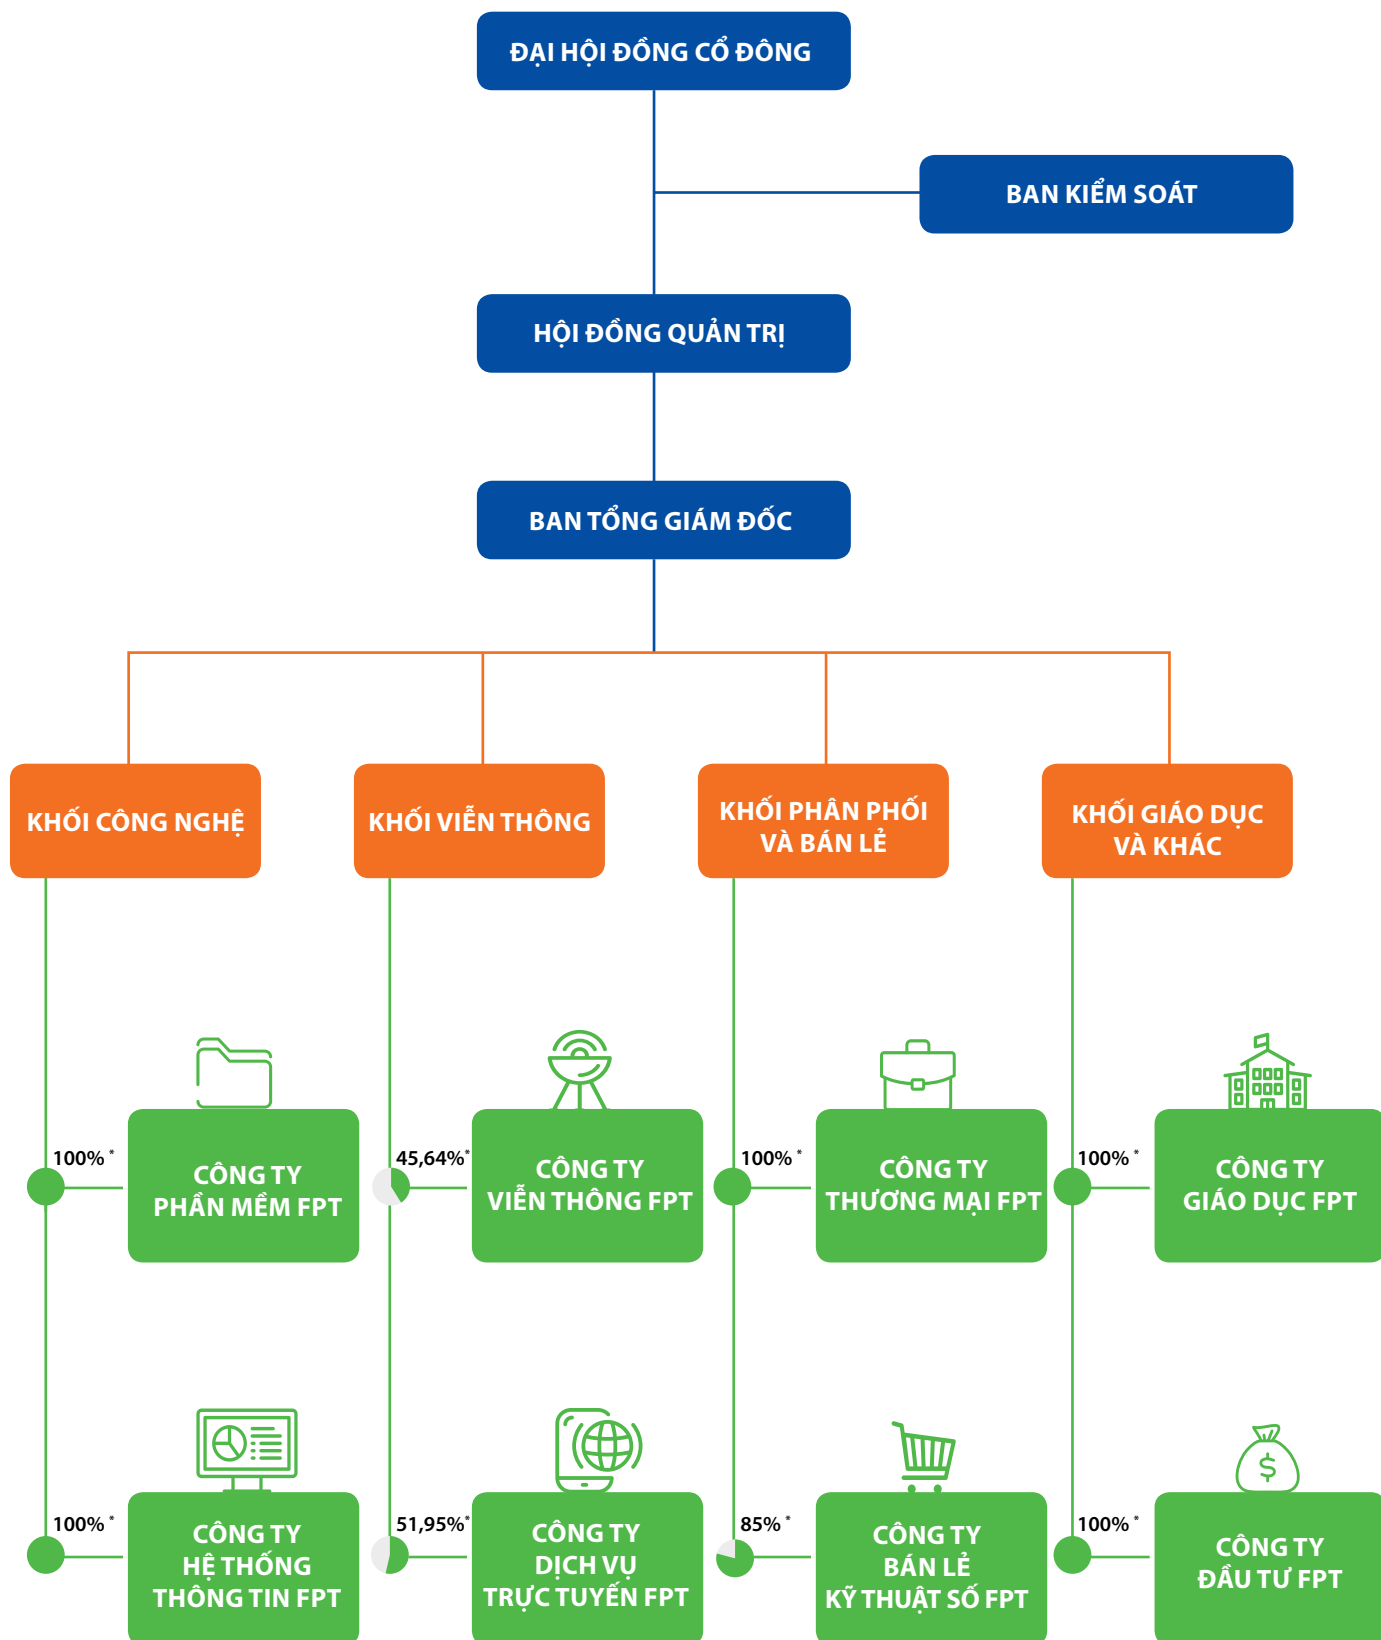 ĐẠI HỘI ĐỒNG CỔ ĐÔNG
BAN KIỂM SOÁT
HỘI ĐỒNG QUẢN TRỊ
BAN TỔNG GIÁM ĐỐC
KHỐI CÔNG NGHỆ
KHỐI VIỄN THÔNG
KHỐI PHÂN PHỐI
VÀ BÁN LẺ
KHỐI GIÁO DỤC
VÀ KHÁC
100% *
CÔNG TY
PHẦN MỀM FPT
45,64%*
CÔNG TY
VIỄN THÔNG FPT
100% *
CÔNG TY
THƯƠNG MẠI FPT
100% *
CÔNG TY
GIÁO DỤC FPT
100% *
CÔNG TY
HỆ THỐNG
THÔNG TIN FPT
51,95%*
CÔNG TY
DỊCH VỤ
TRỰC TUYẾN FPT
85% *
CÔNG TY
BÁN LẺ
KỸ THUẬT SỐ FPT
100% *
CÔNG TY
ĐẦU TƯ FPT